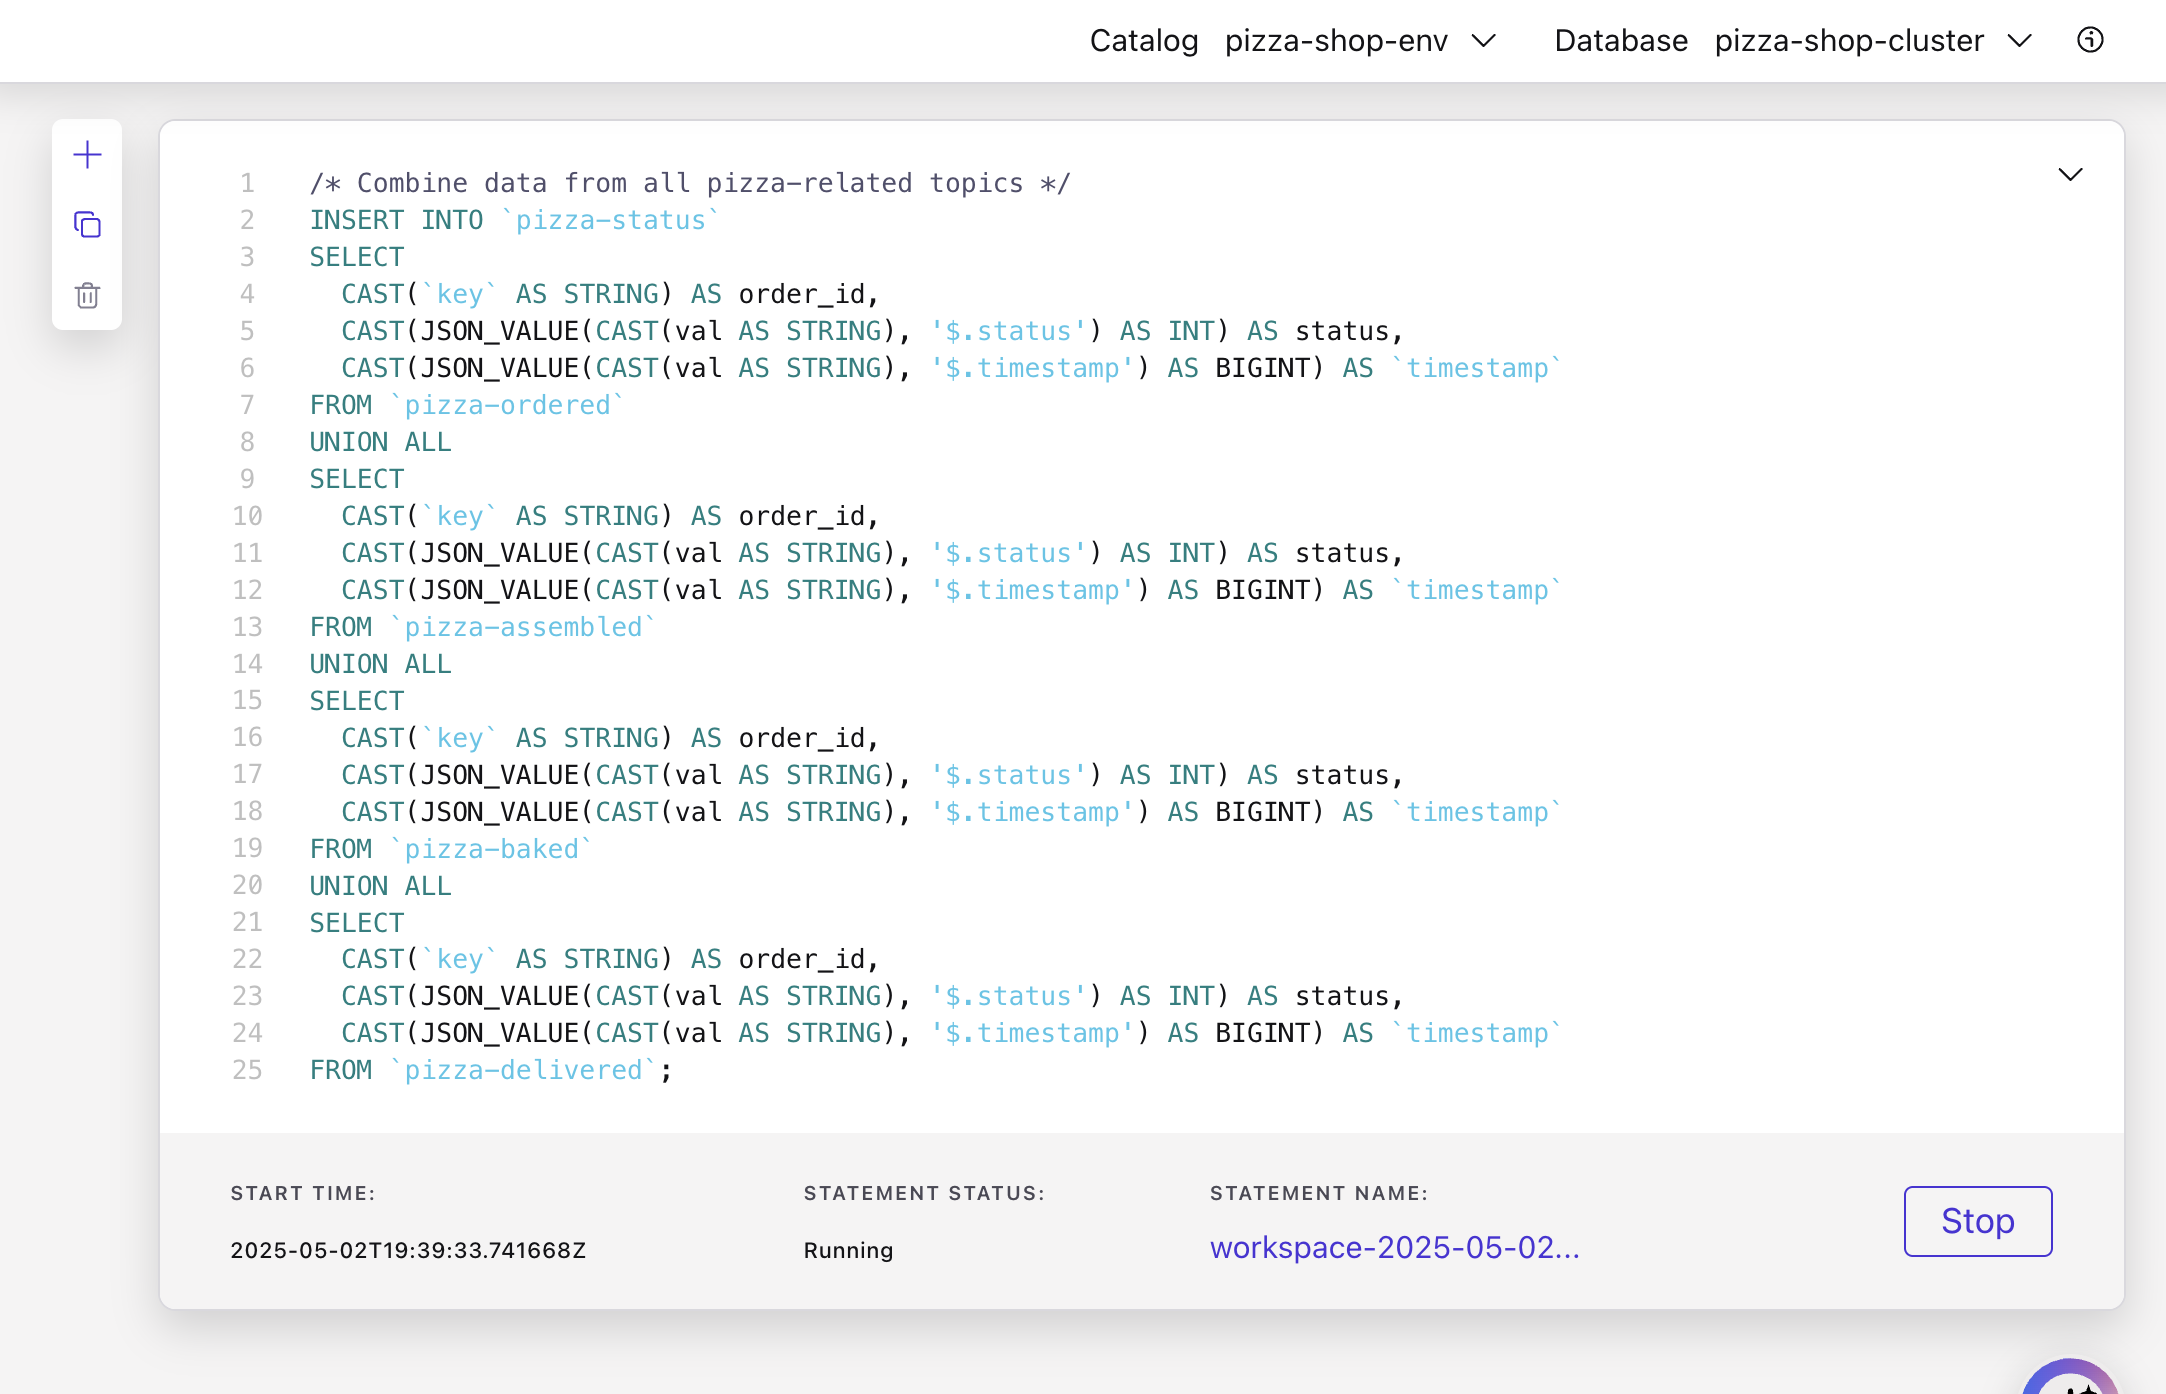 Catalog pizza-shop-env Database pizza-shop-cluster
1 /* Combine data from all pizza-related topics */
2 INSERT INTO `pizza-status`
3 SELECT
4   CAST(`key` AS STRING) AS order_id,
5   CAST(JSON_VALUE(CAST(val AS STRING), '$.status') AS INT) AS status,
6   CAST(JSON_VALUE(CAST(val AS STRING), '$.timestamp') AS BIGINT) AS `timestamp`
7 FROM `pizza-ordered`
8 UNION ALL
9 SELECT
10   CAST(`key` AS STRING) AS order_id,
11   CAST(JSON_VALUE(CAST(val AS STRING), '$.status') AS INT) AS status,
12   CAST(JSON_VALUE(CAST(val AS STRING), '$.timestamp') AS BIGINT) AS `timestamp`
13 FROM `pizza-assembled`
14 UNION ALL
15 SELECT
16   CAST(`key` AS STRING) AS order_id,
17   CAST(JSON_VALUE(CAST(val AS STRING), '$.status') AS INT) AS status,
18   CAST(JSON_VALUE(CAST(val AS STRING), '$.timestamp') AS BIGINT) AS `timestamp`
19 FROM `pizza-baked`
20 UNION ALL
21 SELECT
22   CAST(`key` AS STRING) AS order_id,
23   CAST(JSON_VALUE(CAST(val AS STRING), '$.status') AS INT) AS status,
24   CAST(JSON_VALUE(CAST(val AS STRING), '$.timestamp') AS BIGINT) AS `timestamp`
25 FROM `pizza-delivered`;
START TIME: STATEMENT STATUS: STATEMENT NAME:
2025-05-02T19:39:33.741668Z Running workspace-2025-05-02...
Stop